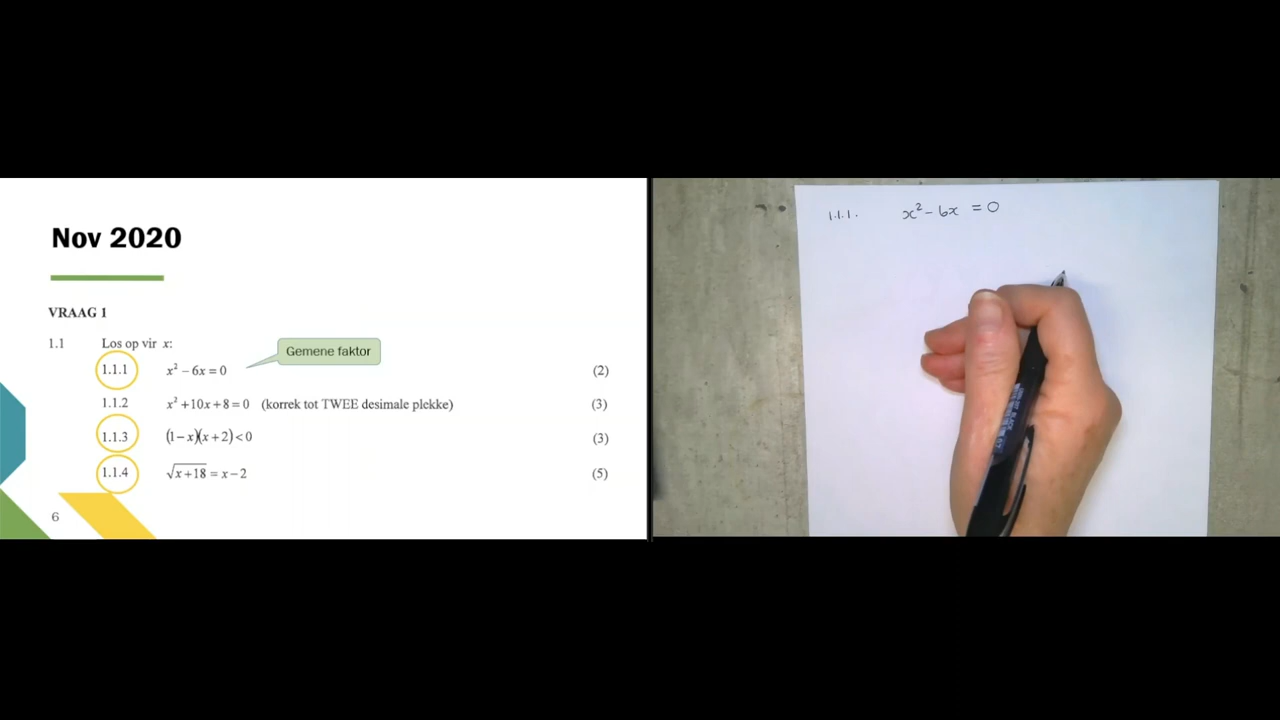 Nov 2020
VRAAG 1
1.1 Los op vir x:
1.1.1 x² – 6x = 0 (2)
Gemene faktor
1.1.2 x² + 10x + 8 = 0 (korrek tot TWEE desimale plekke) (3)
1.1.3 (1 – x)(x + 2) < 0 (3)
1.1.4 √(x + 18) = x – 2 (5)
6
1.1.1. x² – 6x = 0